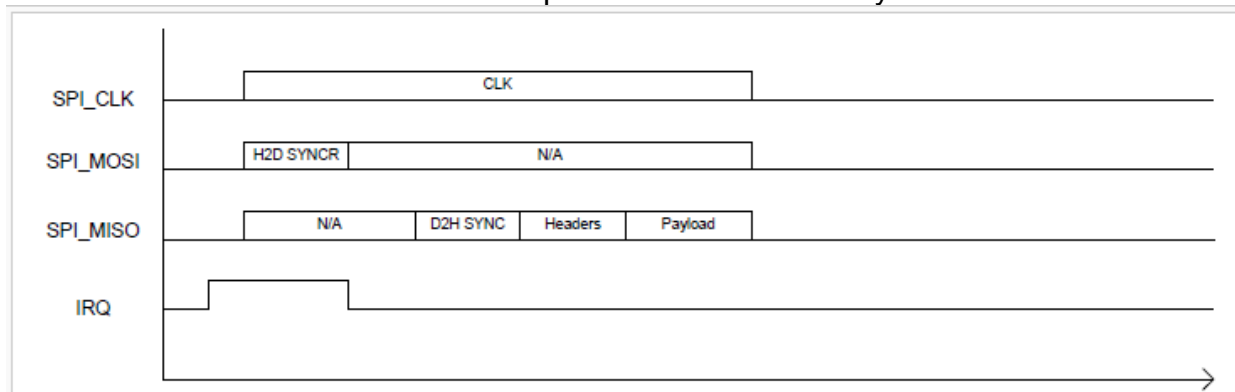 SPI_CLK
CLK
SPI_MOSI
H2D SYNCR
N/A
SPI_MISO
N/A
D2H SYNC
Headers
Payload
IRQ